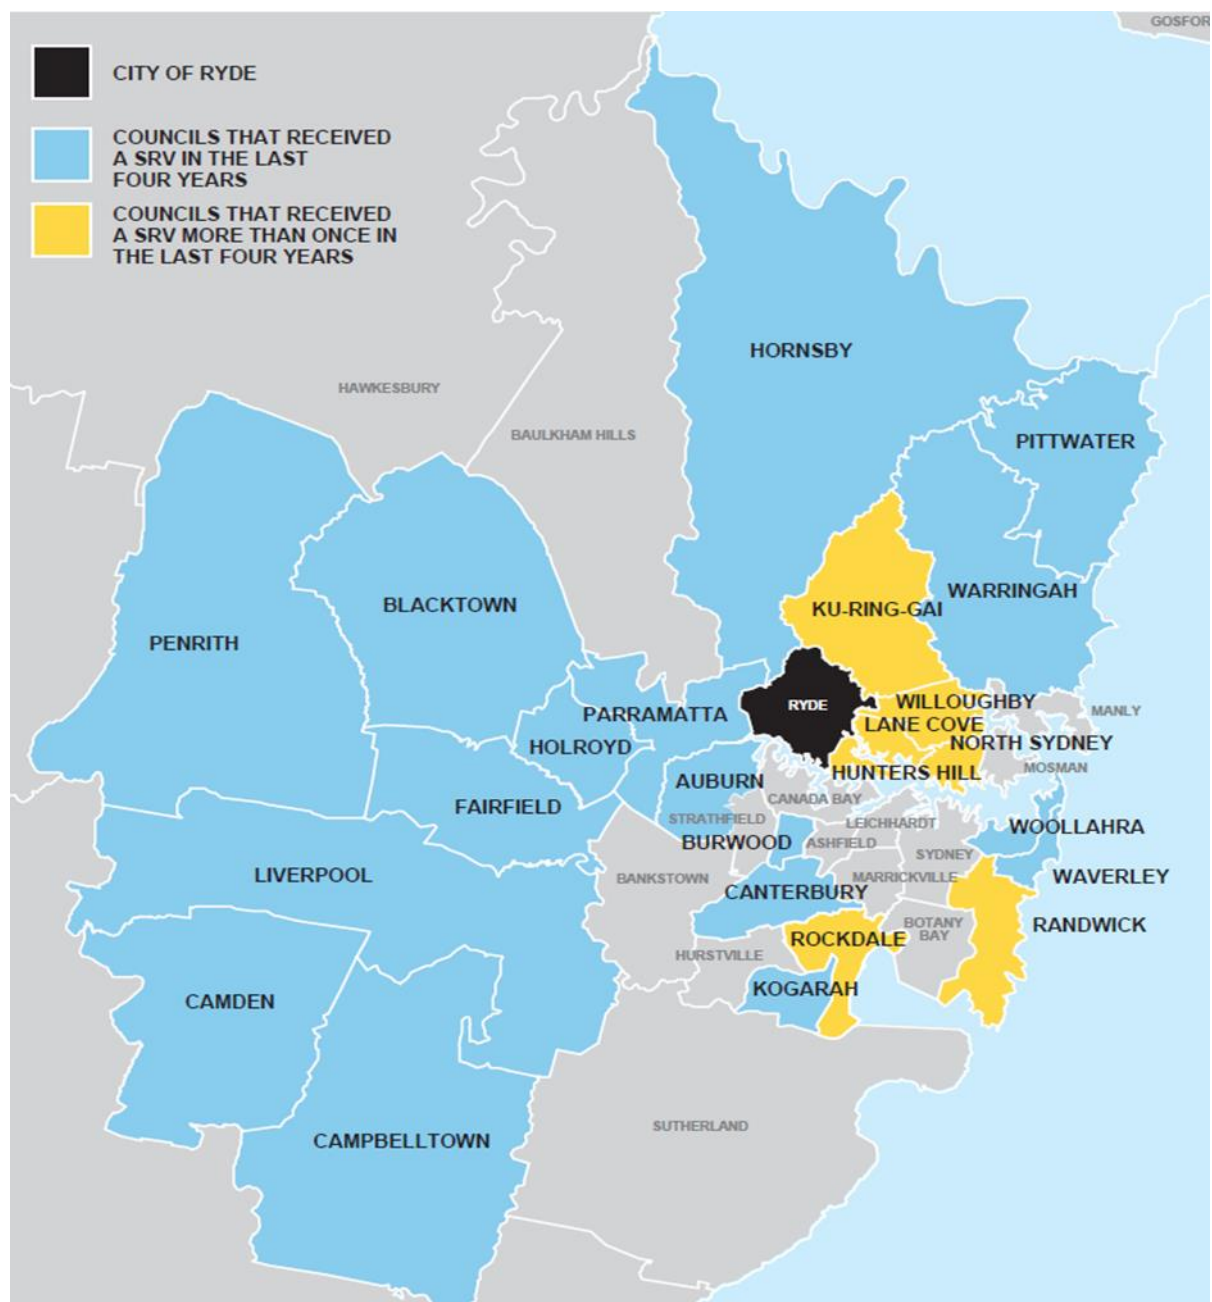 GOSFOR
CITY OF RYDE
COUNCILS THAT RECEIVED
A SRV IN THE LAST
FOUR YEARS
COUNCILS THAT RECEIVED
A SRV MORE THAN ONCE IN
THE LAST FOUR YEARS
HORNSBY
HAWKESBURY
BAULKHAM HILLS
PITTWATER
WARRINGAH
BLACKTOWN
KU-RING-GAI
PENRITH
WILLOUGHBY
RYDE
MANLY
PARRAMATTA
LANE COVE
NORTH SYDNEY
HOLROYD
MOSMAN
HUNTERS HILL
AUBURN
CANADA BAY
FAIRFIELD
STRATHFIELD
LEICHHARDT
WOOLLAHRA
BURWOOD
ASHFIELD
SYDNEY
LIVERPOOL
BANKSTOWN
MARRICKVILLE
WAVERLEY
CANTERBURY
BOTANY
BAY
RANDWICK
ROCKDALE
HURSTVILLE
KOGARAH
CAMDEN
SUTHERLAND
CAMPBELLTOWN